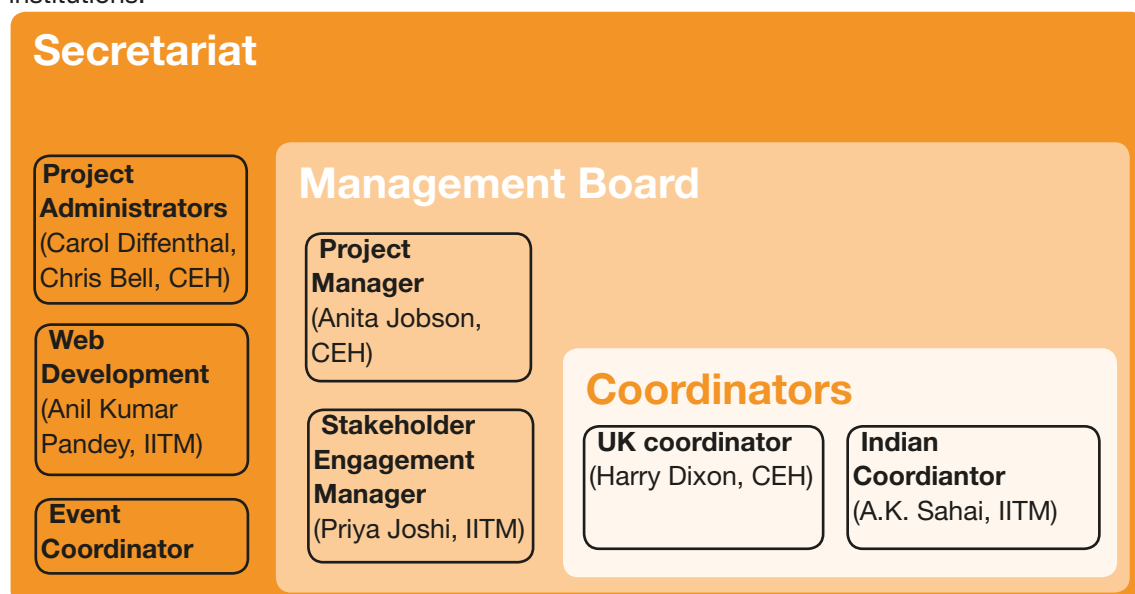 institutions.
Secretariat
Project
Administrators
(Carol Diffenthal,
Chris Bell, CEH)
Web
Development
(Anil Kumar
Pandey, IITM)
Event
Coordinator
Management Board
Project
Manager
(Anita Jobson,
CEH)
Stakeholder
Engagement
Manager
(Priya Joshi, IITM)
Coordinators
UK coordinator
(Harry Dixon, CEH)
Indian
Coordiantor
(A.K. Sahai, IITM)